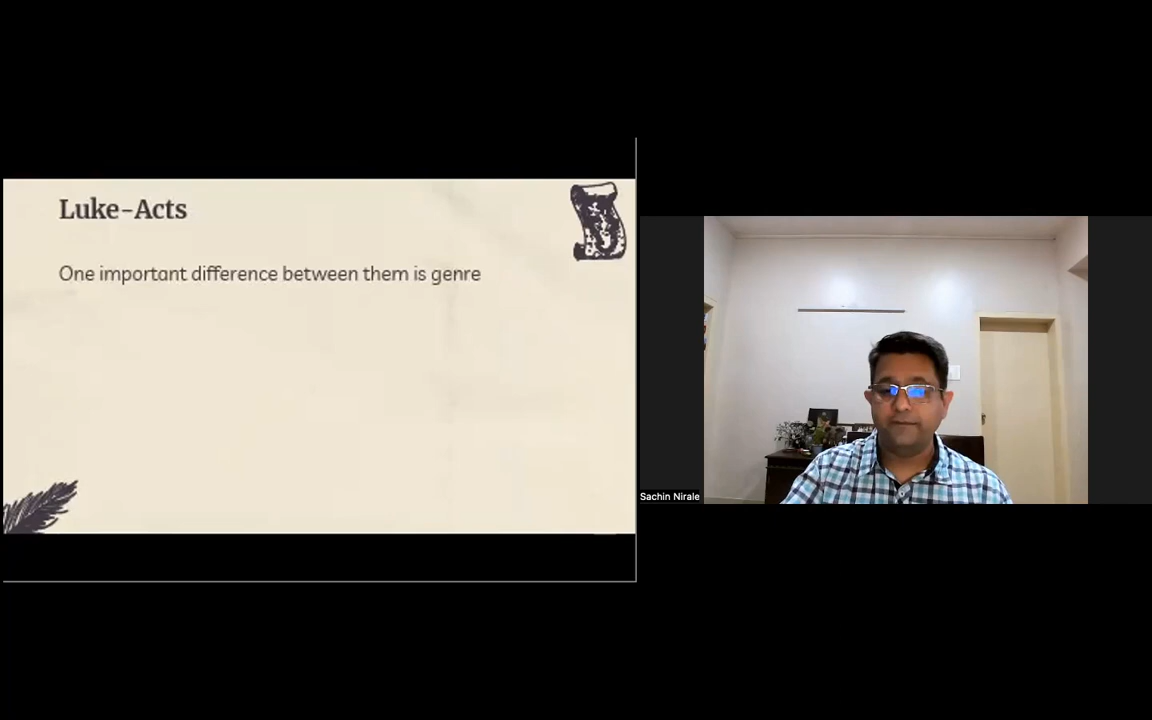 Luke-Acts
One important difference between them is genre
Sachin Nirale